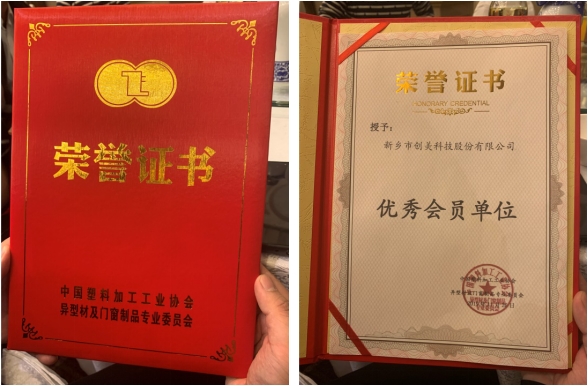 荣誉证书
中国塑料加工工业协会
异型材及门窗制品专业委员会
荣誉证书
HONORARY CREDENTIAL
授予：
新乡市创美科技股份有限公司
优秀会员单位